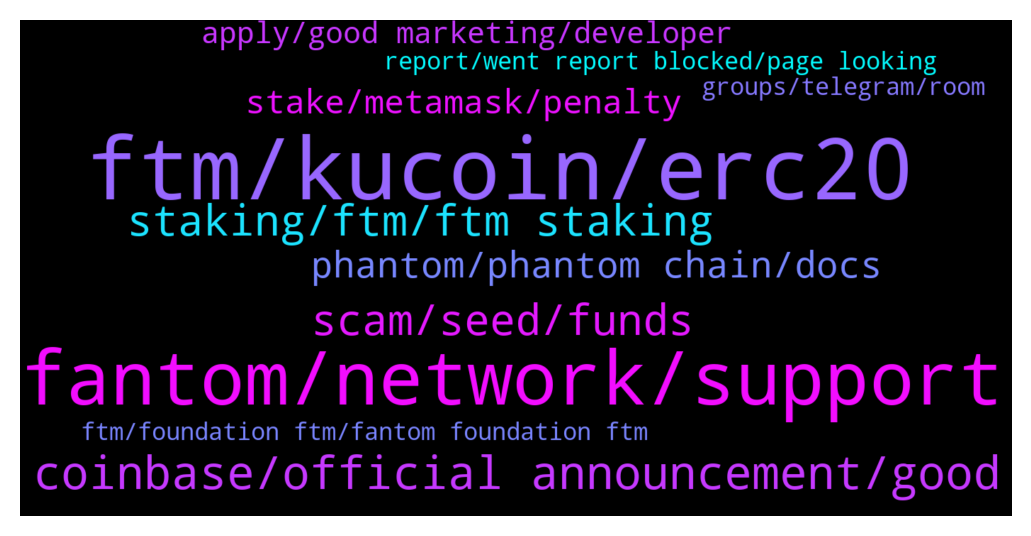 apply/good marketing/developer
report/went report blocked/page looking
groups/telegram/room
stake/metamask/penalty
ftm/kucoin/erc20
staking/ftm/ftm staking
phantom/phantom chain/docs
scam/seed/funds
fantom/network/support
ftm/foundation ftm/fantom foundation ftm
coinbase/official announcement/good